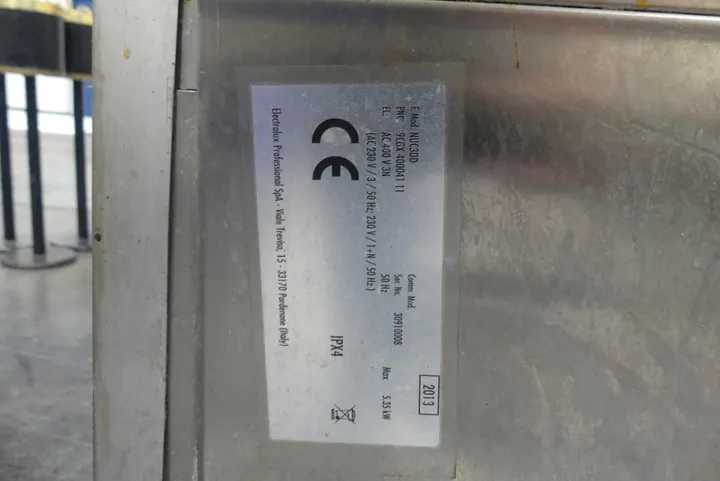 F. Mod. NUC3DD Comm. Mod. 2013
PNC 9CGX 400041 11 Ser. No. 30910008
EL: AC 400 V 3N 50 Hz Max 5.35 kW
(AC 230 V / 3 / 50 Hz; 230 V / 1+N / 50 Hz)
CE IPX4
Electrolux Professional SpA - Viale Treviso, 15 - 33170 Pordenone (Italy)